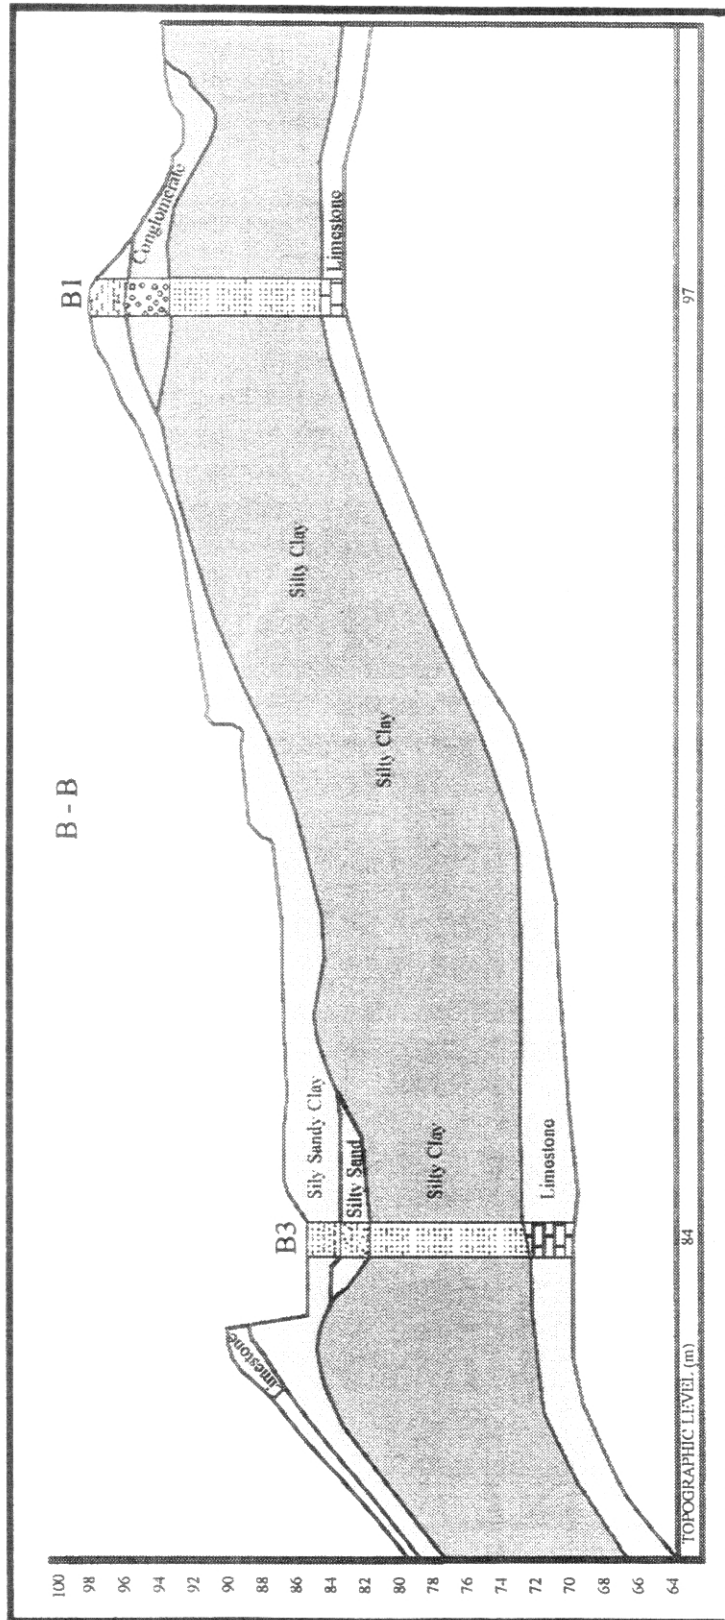 B - B
B1
B3
Conglomerate
Limestone
Silty Clay
Silty Clay
Sily Sandy Clay
Silty Sand
Silty Clay
Limestone
Limestone
100
98
96
94
92
90
88
86
84
82
80
78
76
74
72
70
68
66
64
TOPOGRAPHIC LEVEL (m)
84
97